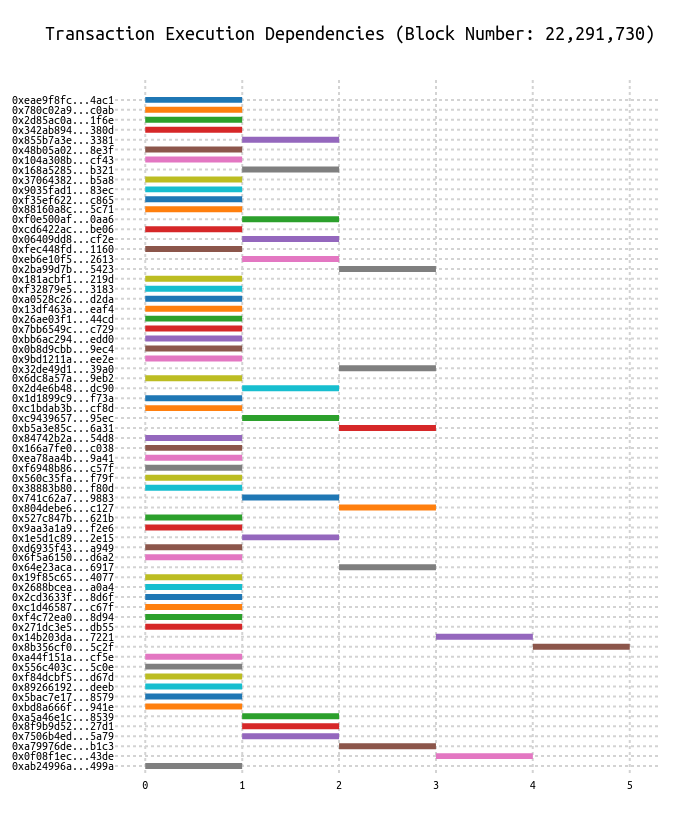 Transaction Execution Dependencies (Block Number: 22,291,730)
0xeae9f8fc...4ac1
0x780c02a9...c0ab
0x2d85ac0a...1f6e
0x342ab894...380d
0x855b7a3e...3381
0x48b05a02...8e3f
0x104a308b...cf43
0x168a5285...b321
0x37064382...b5a8
0x9035fad1...83ec
0xf35ef622...c865
0x88160a8c...5c71
0xf0e500af...0aa6
0xcd6422ac...be06
0x06409dd8...cf2e
0xfec448fd...1160
0xeb6e10f5...2613
0x2ba99d7b...5423
0x181acbf1...219d
0xf32879e5...3183
0xa0528c26...d2da
0x13df463a...eaf4
0x26ae03f1...44cd
0x7bb6549c...c729
0xbb6ac294...edd0
0x0b8d9cbb...9ec4
0x9bd1211a...ee2e
0x32de49d1...39a0
0x6dc8a57a...9eb2
0x2d4e6b48...dc90
0x1d1899c9...f73a
0xc1bdab3b...cf8d
0xc9439657...95ec
0xb5a3e85c...6a31
0x84742b2a...54d8
0x166a7fe0...c038
0xea78aa4b...9a41
0xf6948b86...c57f
0x560c35fa...f79f
0x38883b80...f80d
0x741c62a7...9883
0x804debe6...c127
0x527c847b...621b
0x9aa3a1a9...f2e6
0x1e5d1c89...2e15
0xd6935f43...a949
0x6f5a6150...d6a2
0x64e23aca...6917
0x19f85c65...4077
0x2688bcea...a0a4
0x2cd3633f...8d6f
0xc1d46587...c67f
0xf4c72ea0...8d94
0x271dc3e5...db55
0x14b203da...7221
0x8b356cf0...5c2f
0xa44f151a...cf5e
0x556c403c...5c0e
0xf84dcbf5...d67d
0x89266192...deeb
0x5bac7e17...8579
0xbd8a666f...941e
0xa5a46e1c...8539
0x8f9b9d52...27d1
0x7506b4ed...5a79
0xa79976de...b1c3
0x0f08f1ec...43de
0xab24996a...499a
0 1 2 3 4 5